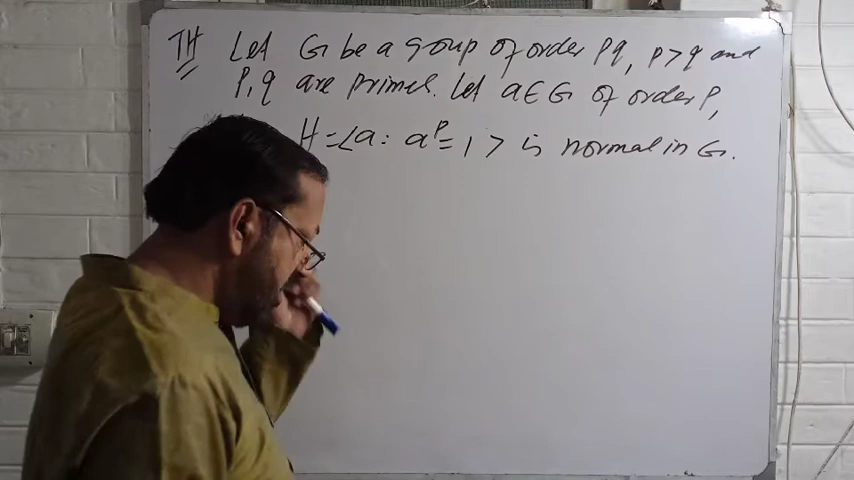 TH Let G be a group of order pq, p>q and
p, q are primes. Let a ∈ G of order p,
H = <a: a^p = 1> is normal in G.